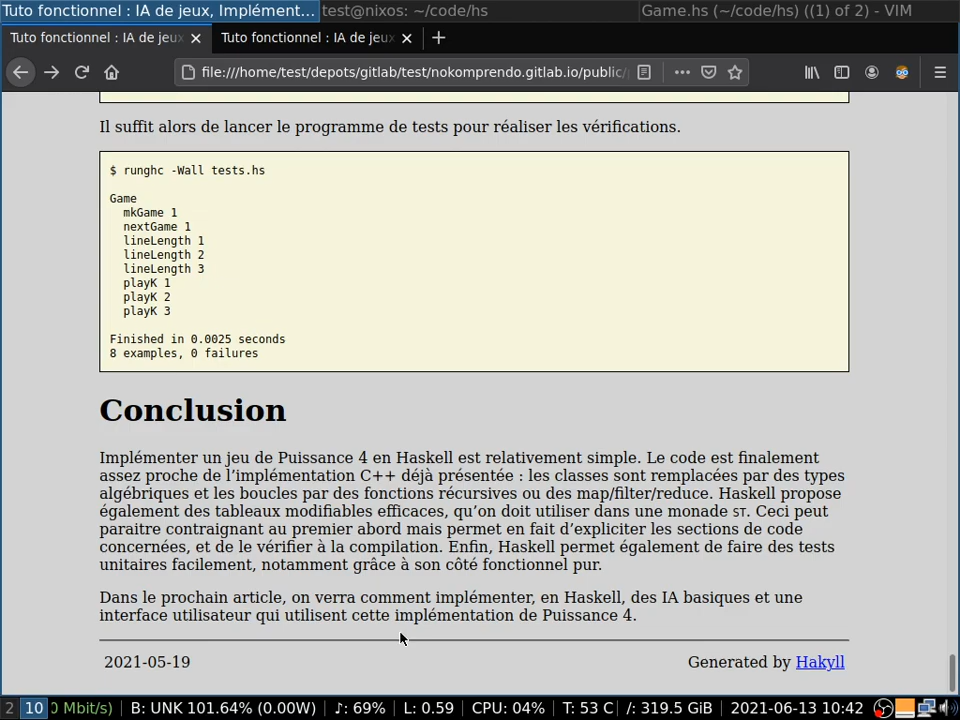 Tuto fonctionnel : IA de jeux, Implément... test@nixos: ~/code/hs Game.hs (~/code/hs) ((1) of 2) - VIM
Tuto fonctionnel : IA de jeux Tuto fonctionnel : IA de jeux
file:///home/test/depots/gitlab/test/nokomprendo.gitlab.io/public/
Il suffit alors de lancer le programme de tests pour réaliser les vérifications.
$ runghc -Wall tests.hs
Game
mkGame 1
nextGame 1
lineLength 1
lineLength 2
lineLength 3
playK 1
playK 2
playK 3
Finished in 0.0025 seconds
8 examples, 0 failures
Conclusion
Implémenter un jeu de Puissance 4 en Haskell est relativement simple. Le code est finalement
assez proche de l’implémentation C++ déjà présentée : les classes sont remplacées par des types
algébriques et les boucles par des fonctions récursives ou des map/filter/reduce. Haskell propose
également des tableaux modifiables efficaces, qu’on doit utiliser dans une monade ST. Ceci peut
paraitre contraignant au premier abord mais permet en fait d’expliciter les sections de code
concernées, et de le vérifier à la compilation. Enfin, Haskell permet également de faire des tests
unitaires facilement, notamment grâce à son côté fonctionnel pur.
Dans le prochain article, on verra comment implémenter, en Haskell, des IA basiques et une
interface utilisateur qui utilisent cette implémentation de Puissance 4.
2021-05-19 Generated by Hakyll
2 10 0 Mbit/s) B: UNK 101.64% (0.00W) ♪: 69% L: 0.59 CPU: 04% T: 53 C /: 319.5 GiB 2021-06-13 10:42